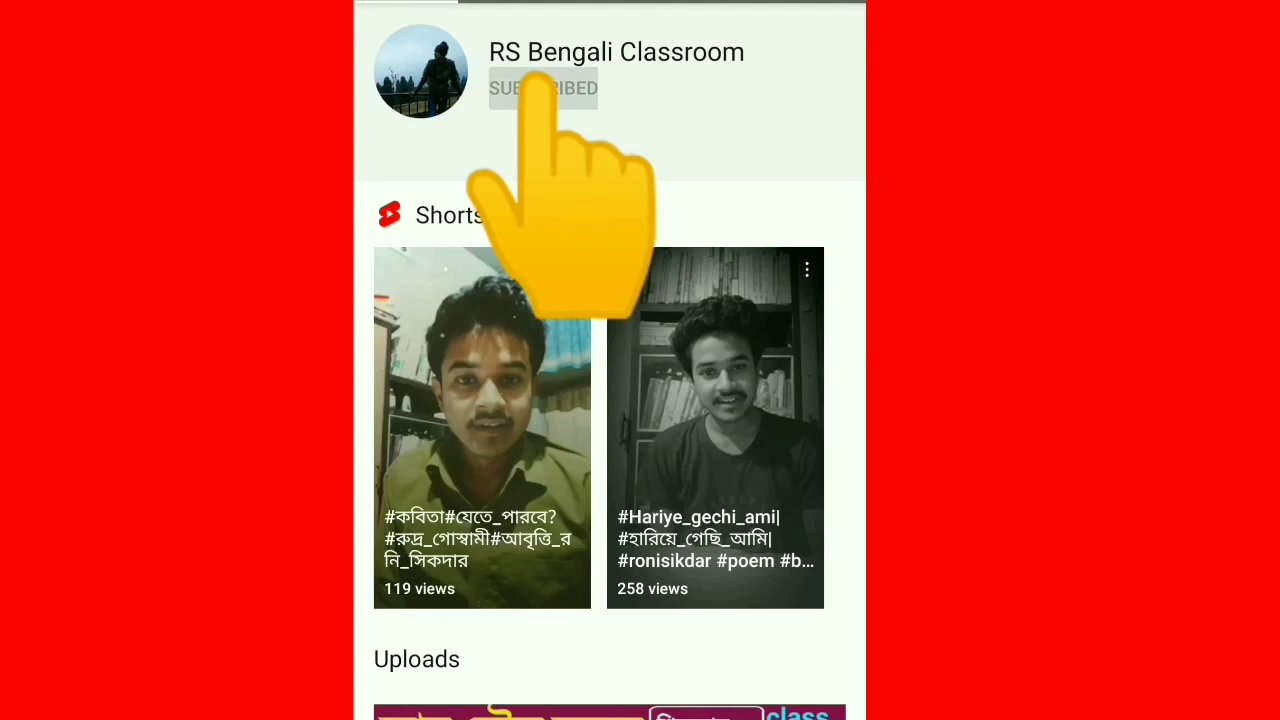 RS Bengali Classroom
Shorts
#কবিতা#যেতে_পারবে?
#রুদ্র_গোস্বামী#আবৃত্তি_র
নি_সিকদার
119 views
#Hariye_gechi_ami|
#হারিয়ে_গেছি_আমি|
#ronisikdar #poem #b...
258 views
Uploads
class